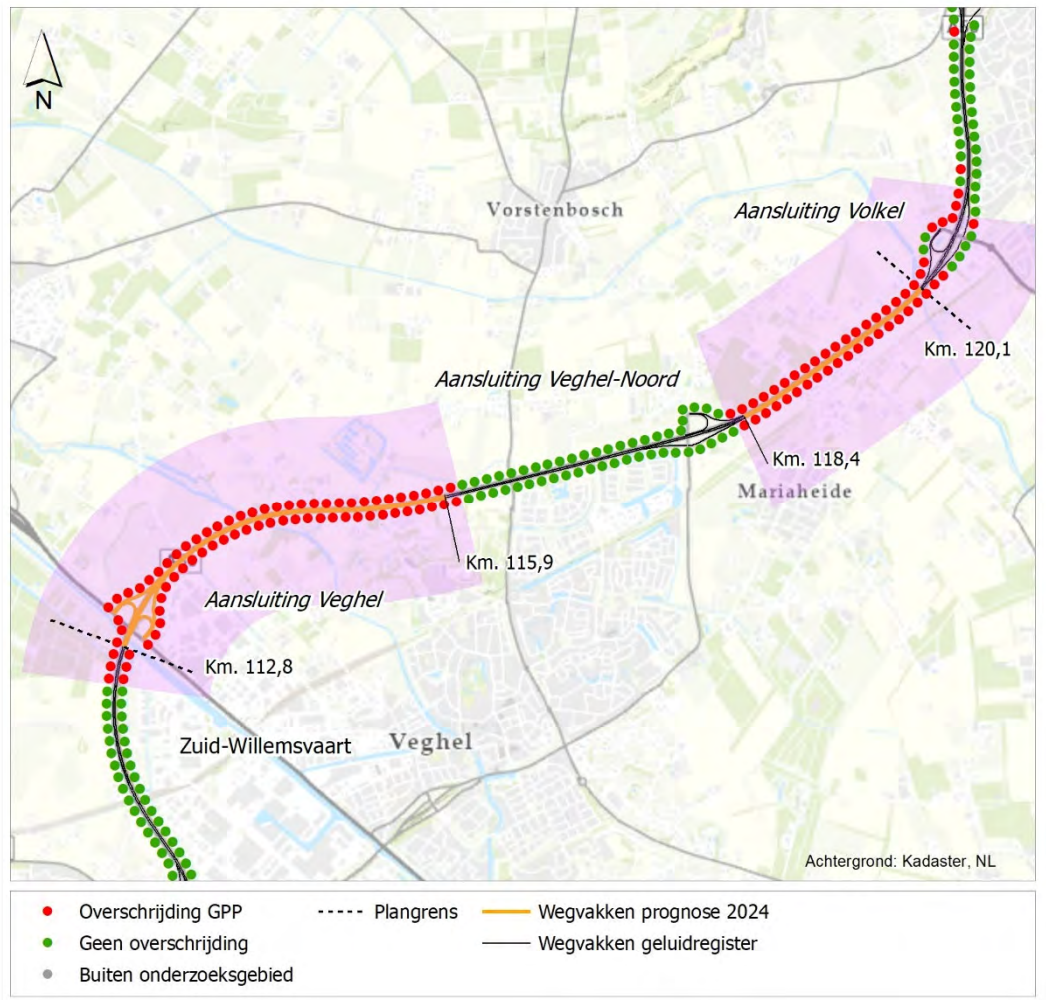 N
Vorstenbosch
Aansluiting Volkel
Km. 120,1
Aansluiting Veghel-Noord
Km. 118,4
Mariaheide
Km. 115,9
Aansluiting Veghel
Km. 112,8
Zuid-Willemsvaart
Veghel
Achtergrond: Kadaster, NL
Overschrijding GPP
Plangrens
Wegvakken prognose 2024
Geen overschrijding
Wegvakken geluidregister
Buiten onderzoeksgebied